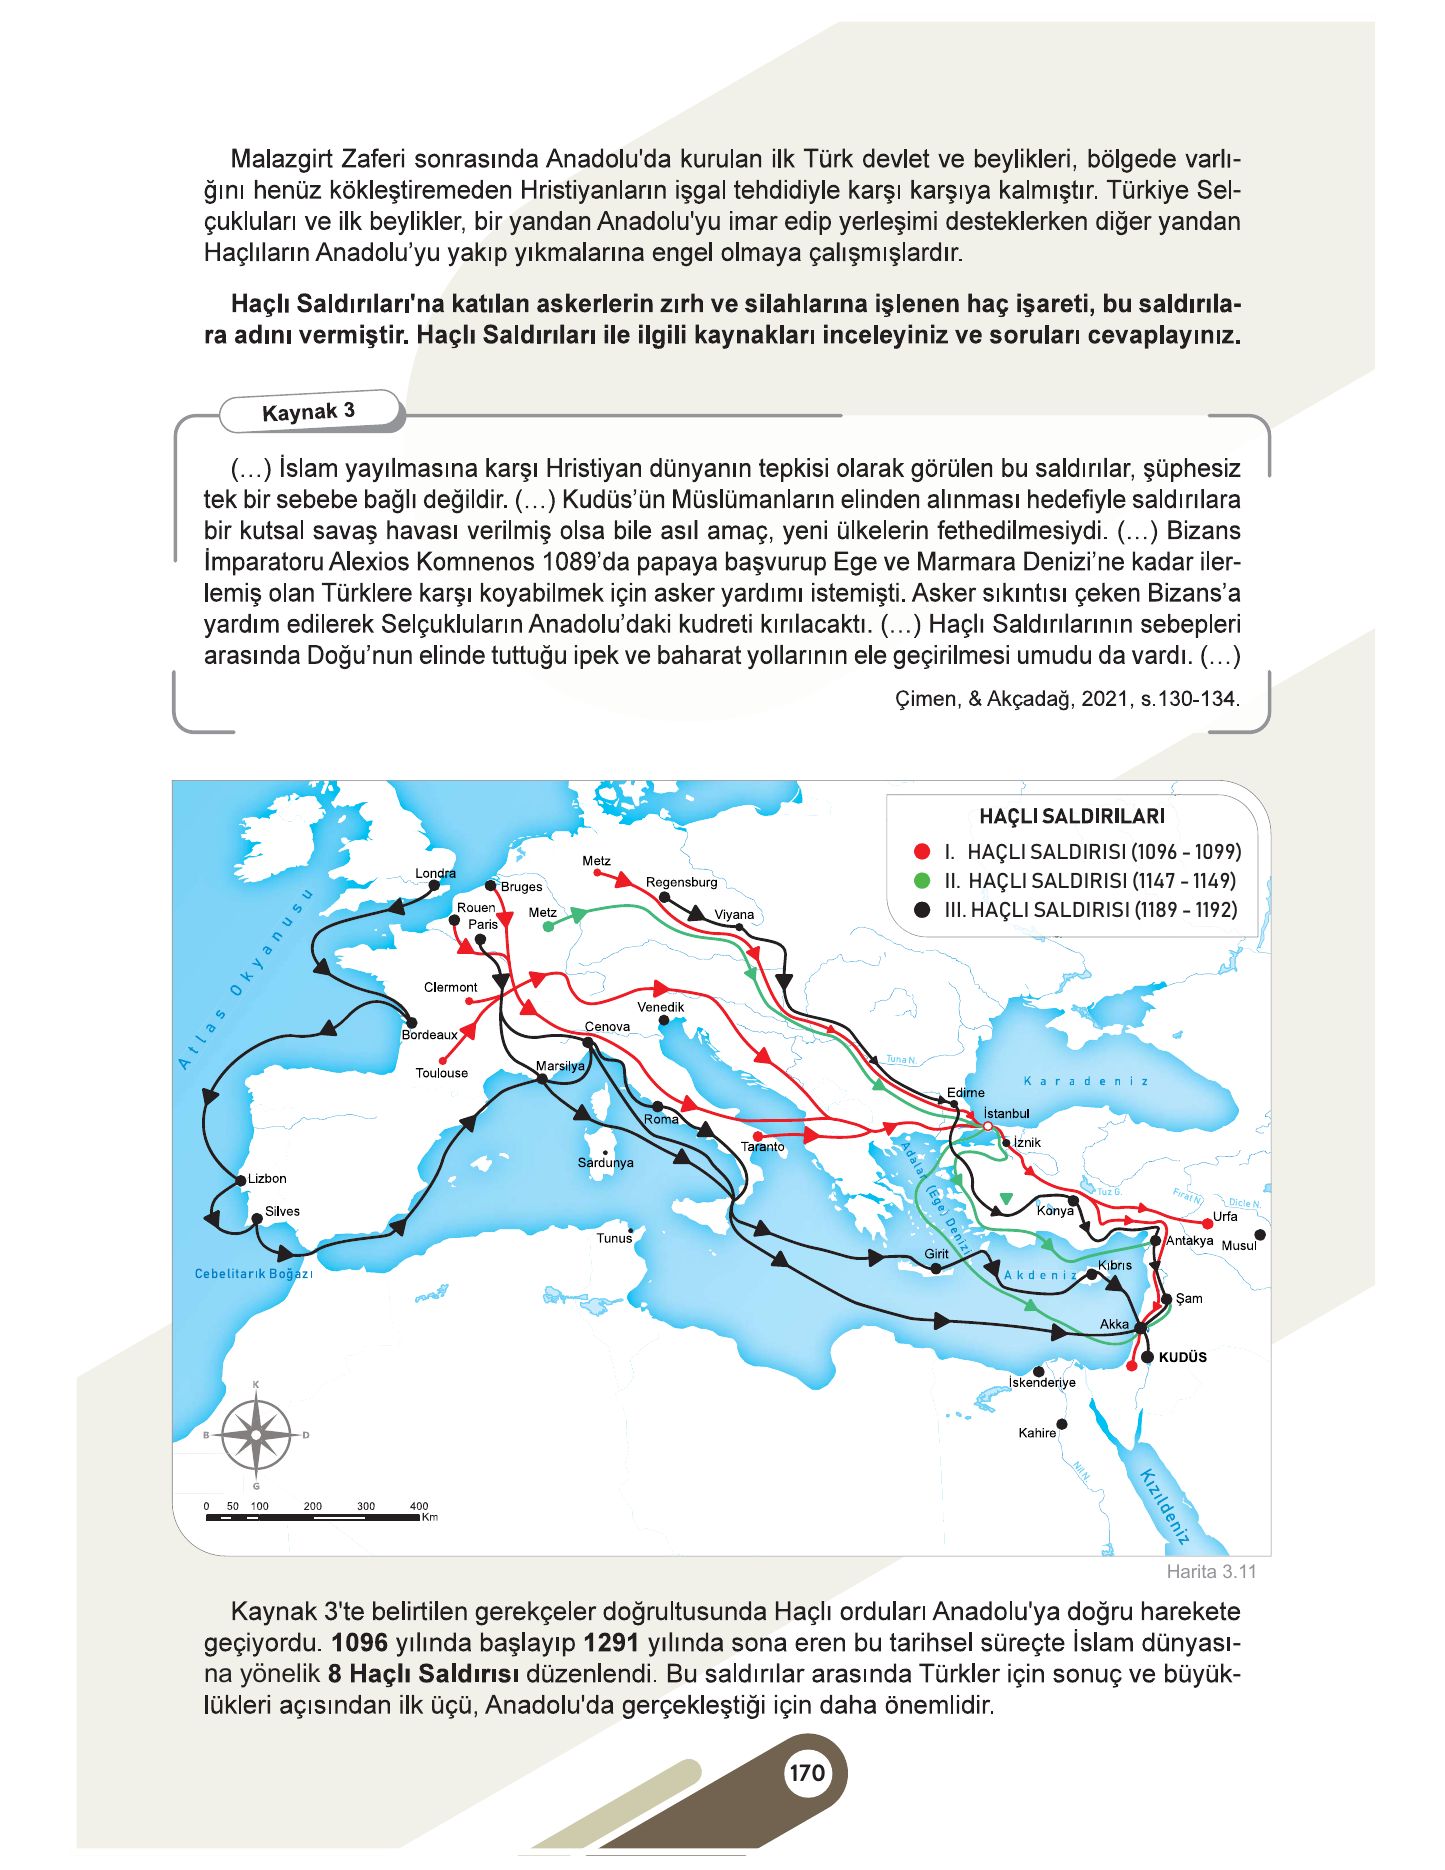 Malazgirt Zaferi sonrasında Anadolu'da kurulan ilk Türk devlet ve beylikleri, bölgede varlı-
ğını henüz kökleştiremeden Hristiyanların işgal tehdidiyle karşı karşıya kalmıştır. Türkiye Sel-
çukluları ve ilk beylikler, bir yandan Anadolu'yu imar edip yerleşimi desteklerken diğer yandan
Haçlıların Anadolu’yu yakıp yıkmalarına engel olmaya çalışmışlardır.
Haçlı Saldırıları'na katılan askerlerin zırh ve silahlarına işlenen haç işareti, bu saldırıla-
ra adını vermiştir. Haçlı Saldırıları ile ilgili kaynakları inceleyiniz ve soruları cevaplayınız.
Kaynak 3
(…) İslam yayılmasına karşı Hristiyan dünyanın tepkisi olarak görülen bu saldırılar, şüphesiz
tek bir sebebe bağlı değildir. (…) Kudüs’ün Müslümanların elinden alınması hedefiyle saldırılara
bir kutsal savaş havası verilmiş olsa bile asıl amaç, yeni ülkelerin fethedilmesiydi. (…) Bizans
İmparatoru Alexios Komnenos 1089’da papaya başvurup Ege ve Marmara Denizi’ne kadar iler-
lemiş olan Türklere karşı koyabilmek için asker yardımı istemişti. Asker sıkıntısı çeken Bizans’a
yardım edilerek Selçukluların Anadolu’daki kudreti kırılacaktı. (…) Haçlı Saldırılarının sebepleri
arasında Doğu’nun elinde tuttuğu ipek ve baharat yollarının ele geçirilmesi umudu da vardı. (…)
Çimen, & Akçadağ, 2021, s.130-134.
HAÇLI SALDIRILARI
I. HAÇLI SALDIRISI (1096 - 1099)
II. HAÇLI SALDIRISI (1147 - 1149)
III. HAÇLI SALDIRISI (1189 - 1192)
Metz
Londra
Bruges
Regensburg
Rouen
Metz
Viyana
Paris
Atlas Okyanusu
Clermont
Venedik
Cenova
Bordeaux
Tuna N.
Marsilya
Toulouse
Karadeniz
Edirne
İstanbul
Roma
İznik
Taranto
Sardunya
Adalar (Ege) Denizi
Lizbon
Tuz G.
Fırat N.
Dicle N.
Silves
Konya
Urfa
Tunus
Antakya
Musul
Girit
Kıbrıs
Cebelitarık Boğazı
Akdeniz
Şam
Akka
KUDÜS
İskenderiye
Kahire
Nil N.
Kızıldeniz
K
B
D
G
0 50 100 200 300 400
Km
Harita 3.11
Kaynak 3'te belirtilen gerekçeler doğrultusunda Haçlı orduları Anadolu'ya doğru harekete
geçiyordu. 1096 yılında başlayıp 1291 yılında sona eren bu tarihsel süreçte İslam dünyası-
na yönelik 8 Haçlı Saldırısı düzenlendi. Bu saldırılar arasında Türkler için sonuç ve büyük-
lükleri açısından ilk üçü, Anadolu'da gerçekleştiği için daha önemlidir.
170